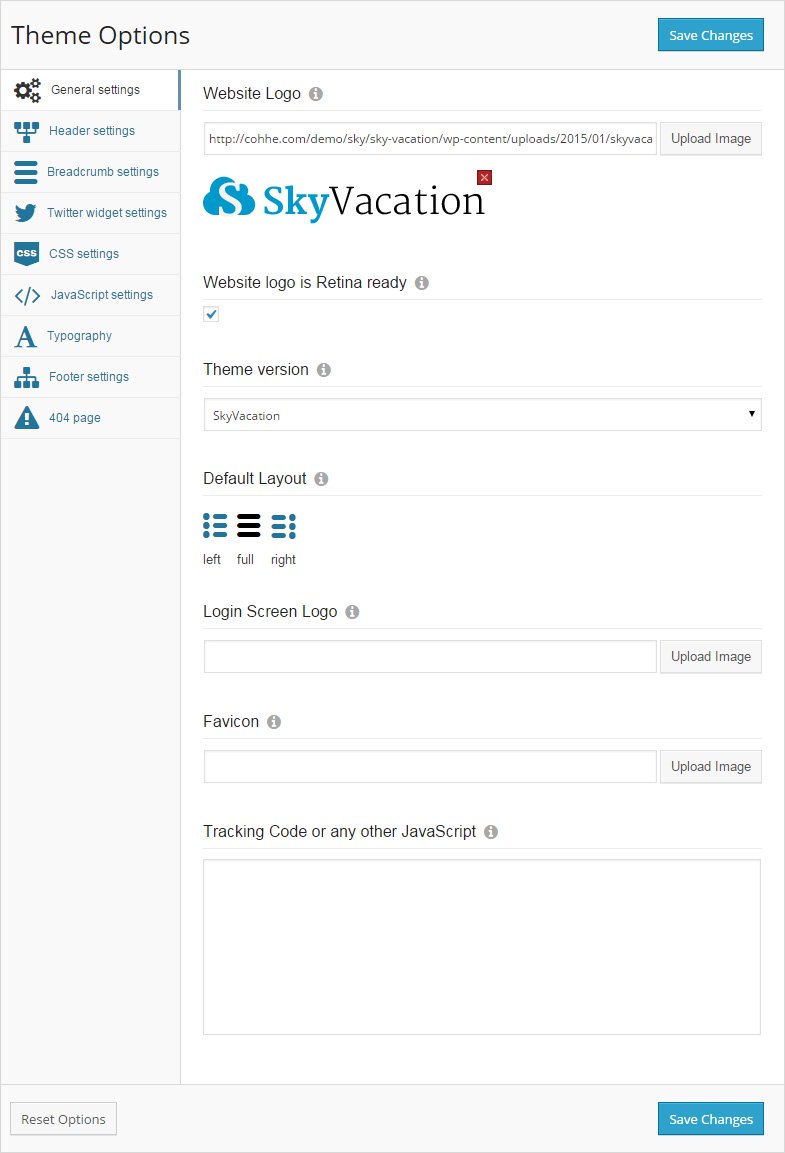 Theme Options
Save Changes
General settings
Header settings
Breadcrumb settings
Twitter widget settings
CSS
CSS settings
JavaScript settings
Typography
Footer settings
404 page
Website Logo
http://cohhe.com/demo/sky/sky-vacation/wp-content/uploads/2015/01/skyvaca
Upload Image
SkyVacation
Website logo is Retina ready
Theme version
SkyVacation
Default Layout
left full right
Login Screen Logo
Upload Image
Favicon
Upload Image
Tracking Code or any other JavaScript
Reset Options
Save Changes